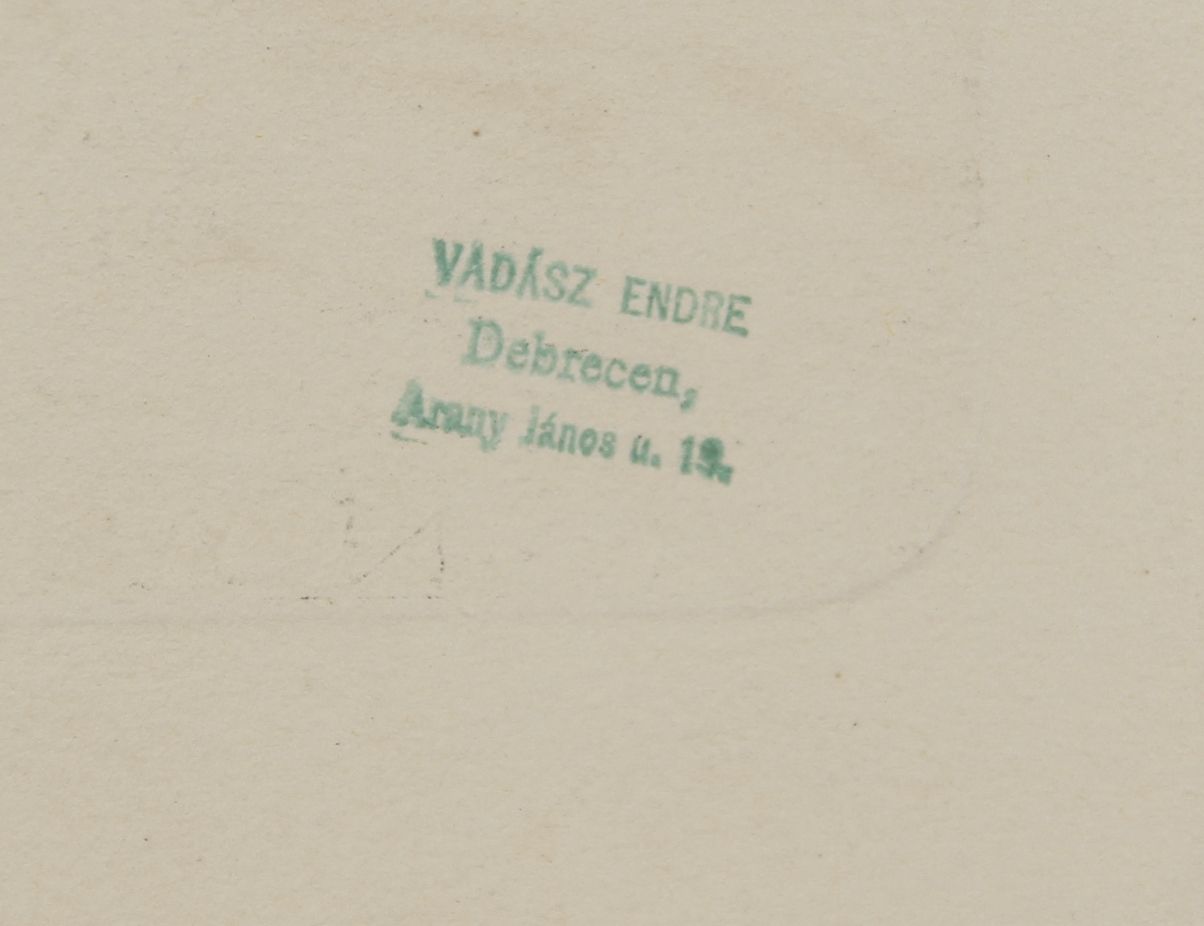 VADÁSZ ENDRE
Debrecen,
Arany János u. 19.